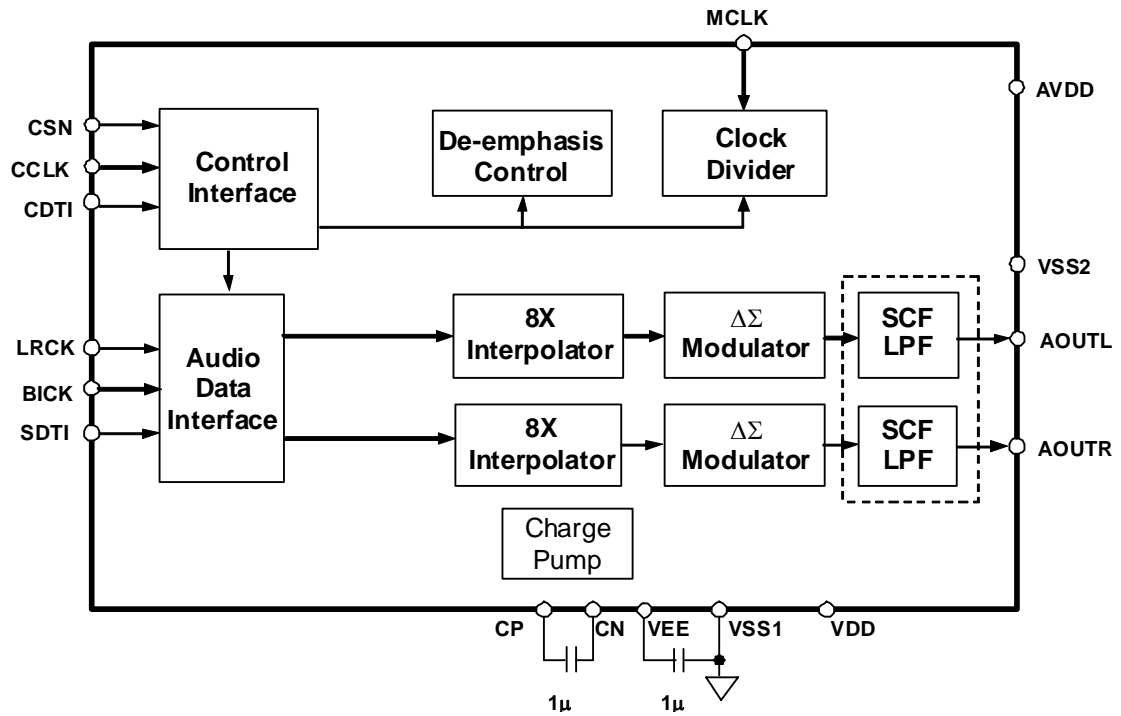 MCLK
AVDD
CSN
CCLK
CDTI
Control
Interface
De-emphasis
Control
Clock
Divider
VSS2
LRCK
BICK
SDTI
Audio
Data
Interface
8X
Interpolator
ΔΣ
Modulator
SCF
LPF
AOUTL
8X
Interpolator
ΔΣ
Modulator
SCF
LPF
AOUTR
Charge
Pump
CP
CN
VEE
VSS1
VDD
1μ
1μ